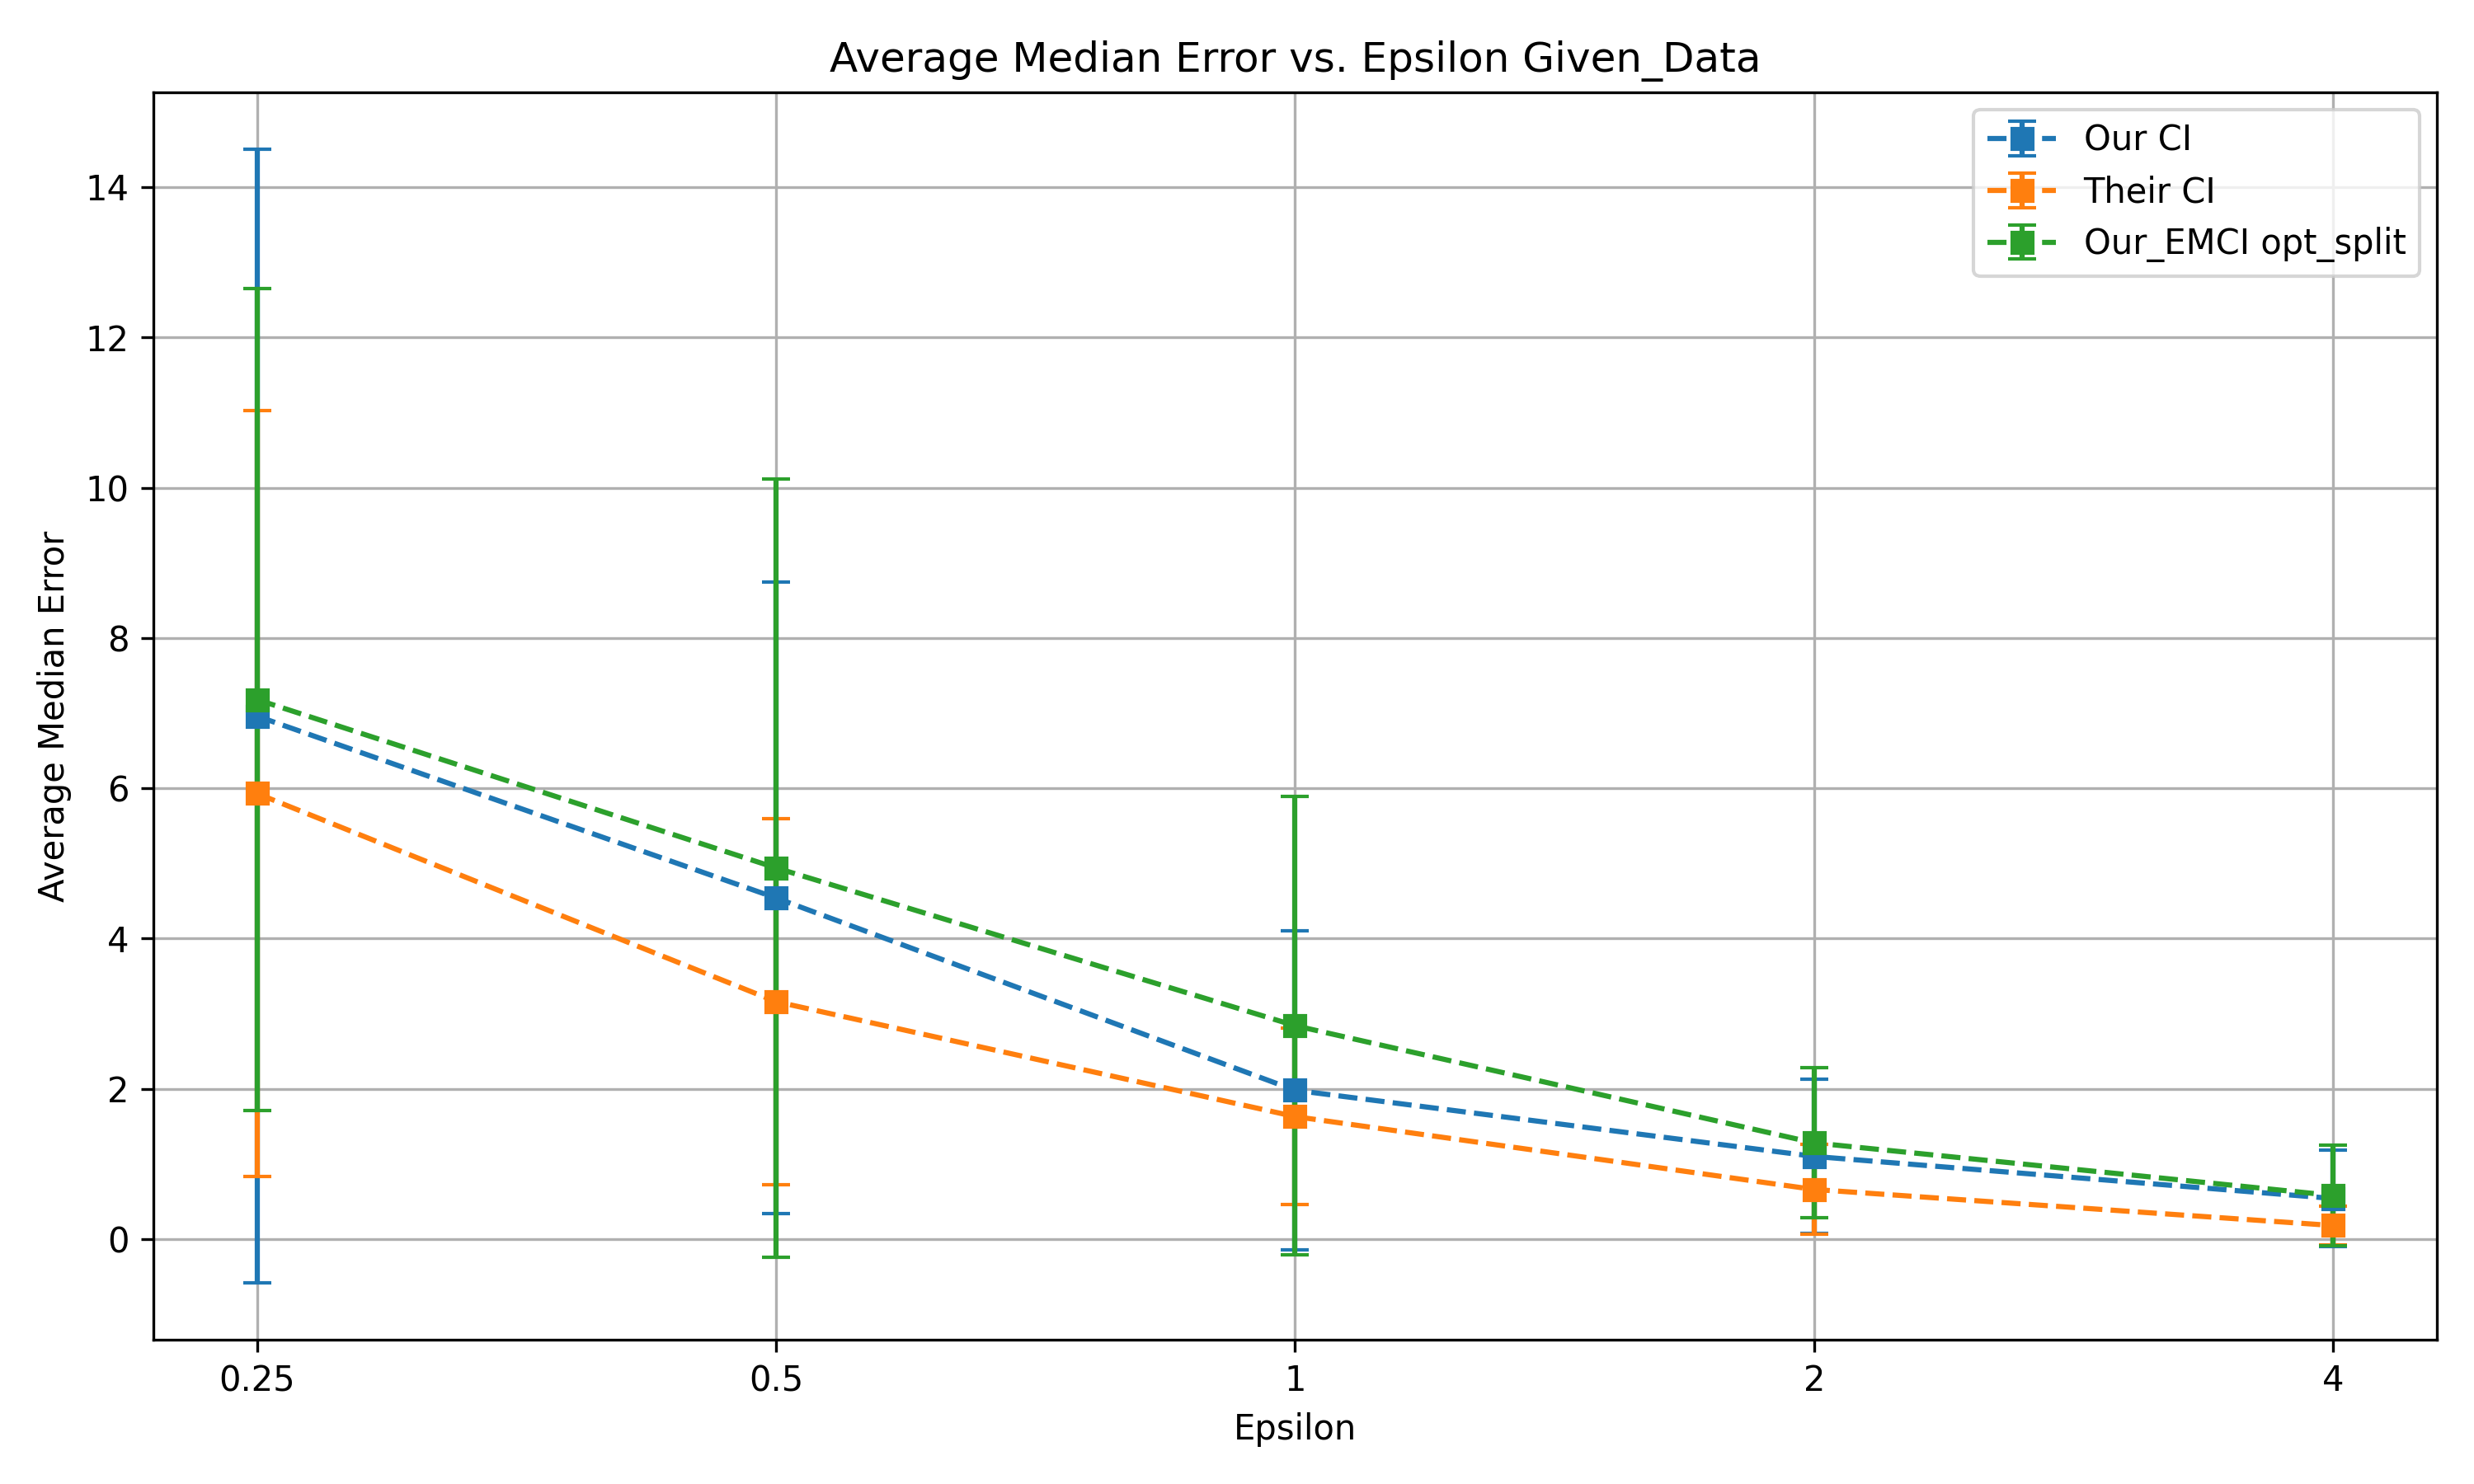 Average Median Error vs. Epsilon Given_Data
Our CI
Their CI
Our_EMCI opt_split
14
12
10
8
6
4
2
0
Average Median Error
0.25
0.5
1
2
4
Epsilon